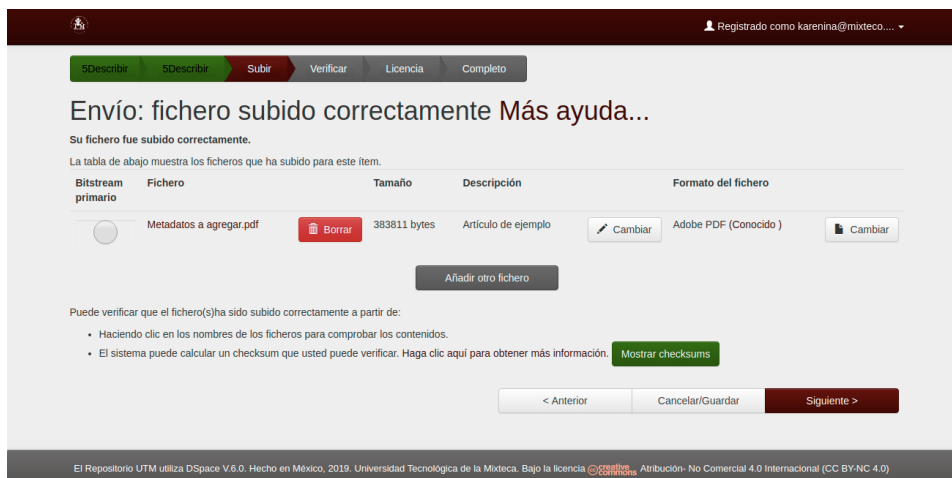 Registrado como karenina@mixteco....
5Describir 5Describir Subir Verificar Licencia Completo
Envío: fichero subido correctamente Más ayuda...
Su fichero fue subido correctamente.
La tabla de abajo muestra los ficheros que ha subido para este ítem.
Bitstream primario Fichero Tamaño Descripción Formato del fichero
Metadatos a agregar.pdf Borrar 383811 bytes Artículo de ejemplo Cambiar Adobe PDF (Conocido ) Cambiar
Añadir otro fichero
Puede verificar que el fichero(s)ha sido subido correctamente a partir de:
• Haciendo clic en los nombres de los ficheros para comprobar los contenidos.
• El sistema puede calcular un checksum que usted puede verificar. Haga clic aquí para obtener más información. Mostrar checksums
< Anterior Cancelar/Guardar Siguiente >
El Repositorio UTM utiliza DSpace V.6.0. Hecho en México, 2019. Universidad Tecnológica de la Mixteca. Bajo la licencia cc creative commons Atribución- No Comercial 4.0 Internacional (CC BY-NC 4.0)